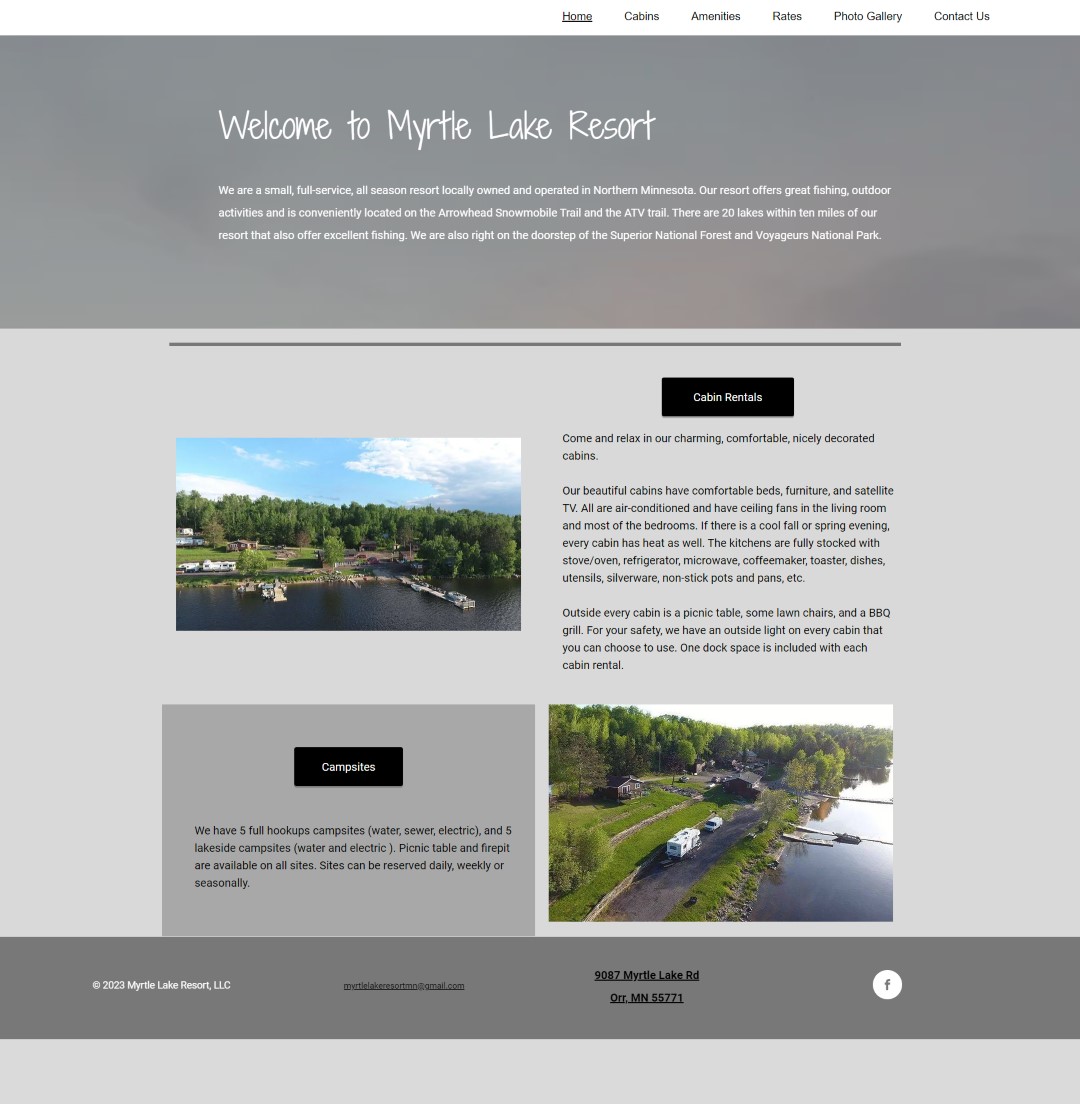 Home Cabins Amenities Rates Photo Gallery Contact Us
Welcome to Myrtle Lake Resort
We are a small, full-service, all season resort locally owned and operated in Northern Minnesota. Our resort offers great fishing, outdoor
activities and is conveniently located on the Arrowhead Snowmobile Trail and the ATV trail. There are 20 lakes within ten miles of our
resort that also offer excellent fishing. We are also right on the doorstep of the Superior National Forest and Voyageurs National Park.
Cabin Rentals
Come and relax in our charming, comfortable, nicely decorated
cabins.
Our beautiful cabins have comfortable beds, furniture, and satellite
TV. All are air-conditioned and have ceiling fans in the living room
and most of the bedrooms. If there is a cool fall or spring evening,
every cabin has heat as well. The kitchens are fully stocked with
stove/oven, refrigerator, microwave, coffeemaker, toaster, dishes,
utensils, silverware, non-stick pots and pans, etc.
Outside every cabin is a picnic table, some lawn chairs, and a BBQ
grill. For your safety, we have an outside light on every cabin that
you can choose to use. One dock space is included with each
cabin rental.
Campsites
We have 5 full hookups campsites (water, sewer, electric), and 5
lakeside campsites (water and electric ). Picnic table and firepit
are available on all sites. Sites can be reserved daily, weekly or
seasonally.
© 2023 Myrtle Lake Resort, LLC
myrtlelakeresortmn@gmail.com
9087 Myrtle Lake Rd
Orr, MN 55771